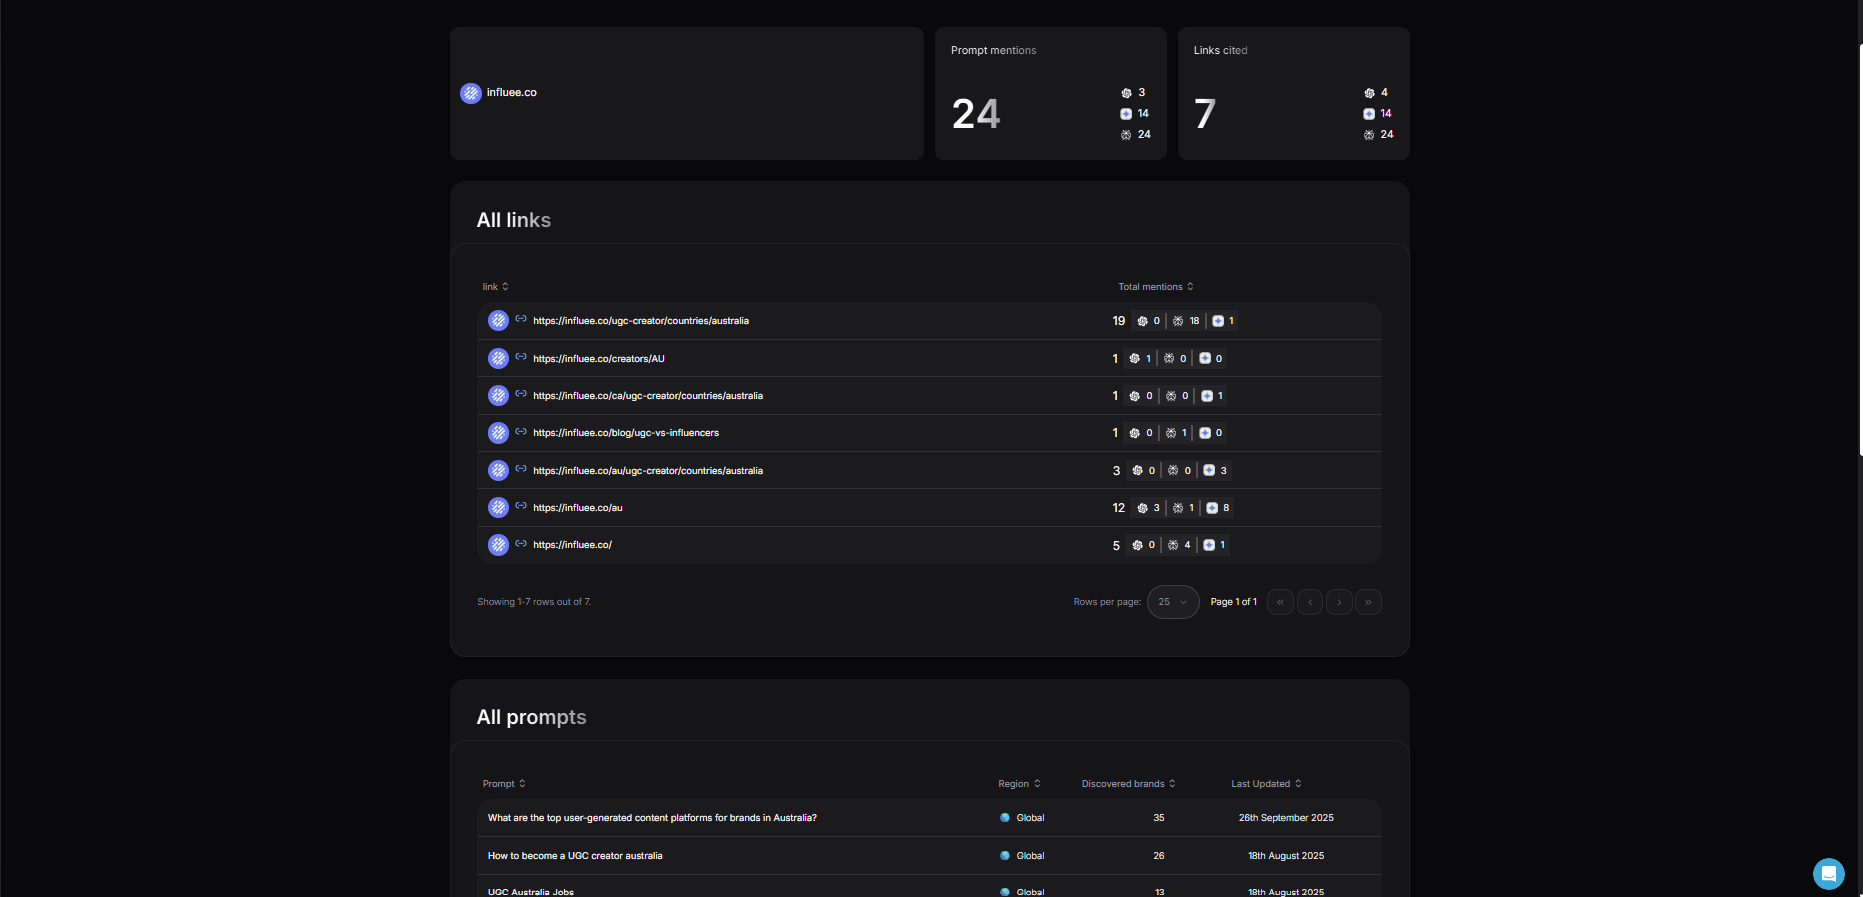 influee.co
Prompt mentions
24
3
14
24
Links cited
7
4
14
24
All links
link Total mentions
https://influee.co/ugc-creator/countries/australia 19 0 18 1
https://influee.co/creators/AU 1 1 0 0
https://influee.co/ca/ugc-creator/countries/australia 1 0 0 1
https://influee.co/blog/ugc-vs-influencers 1 0 1 0
https://influee.co/au/ugc-creator/countries/australia 3 0 0 3
https://influee.co/au 12 3 1 8
https://influee.co/ 5 0 4 1
Showing 1-7 rows out of 7. Rows per page: 25 Page 1 of 1 « ‹ › »
All prompts
Prompt Region Discovered brands Last Updated
What are the top user-generated content platforms for brands in Australia? Global 35 26th September 2025
How to become a UGC creator australia Global 26 18th August 2025
UGC Australia Jobs Global 13 18th August 2025